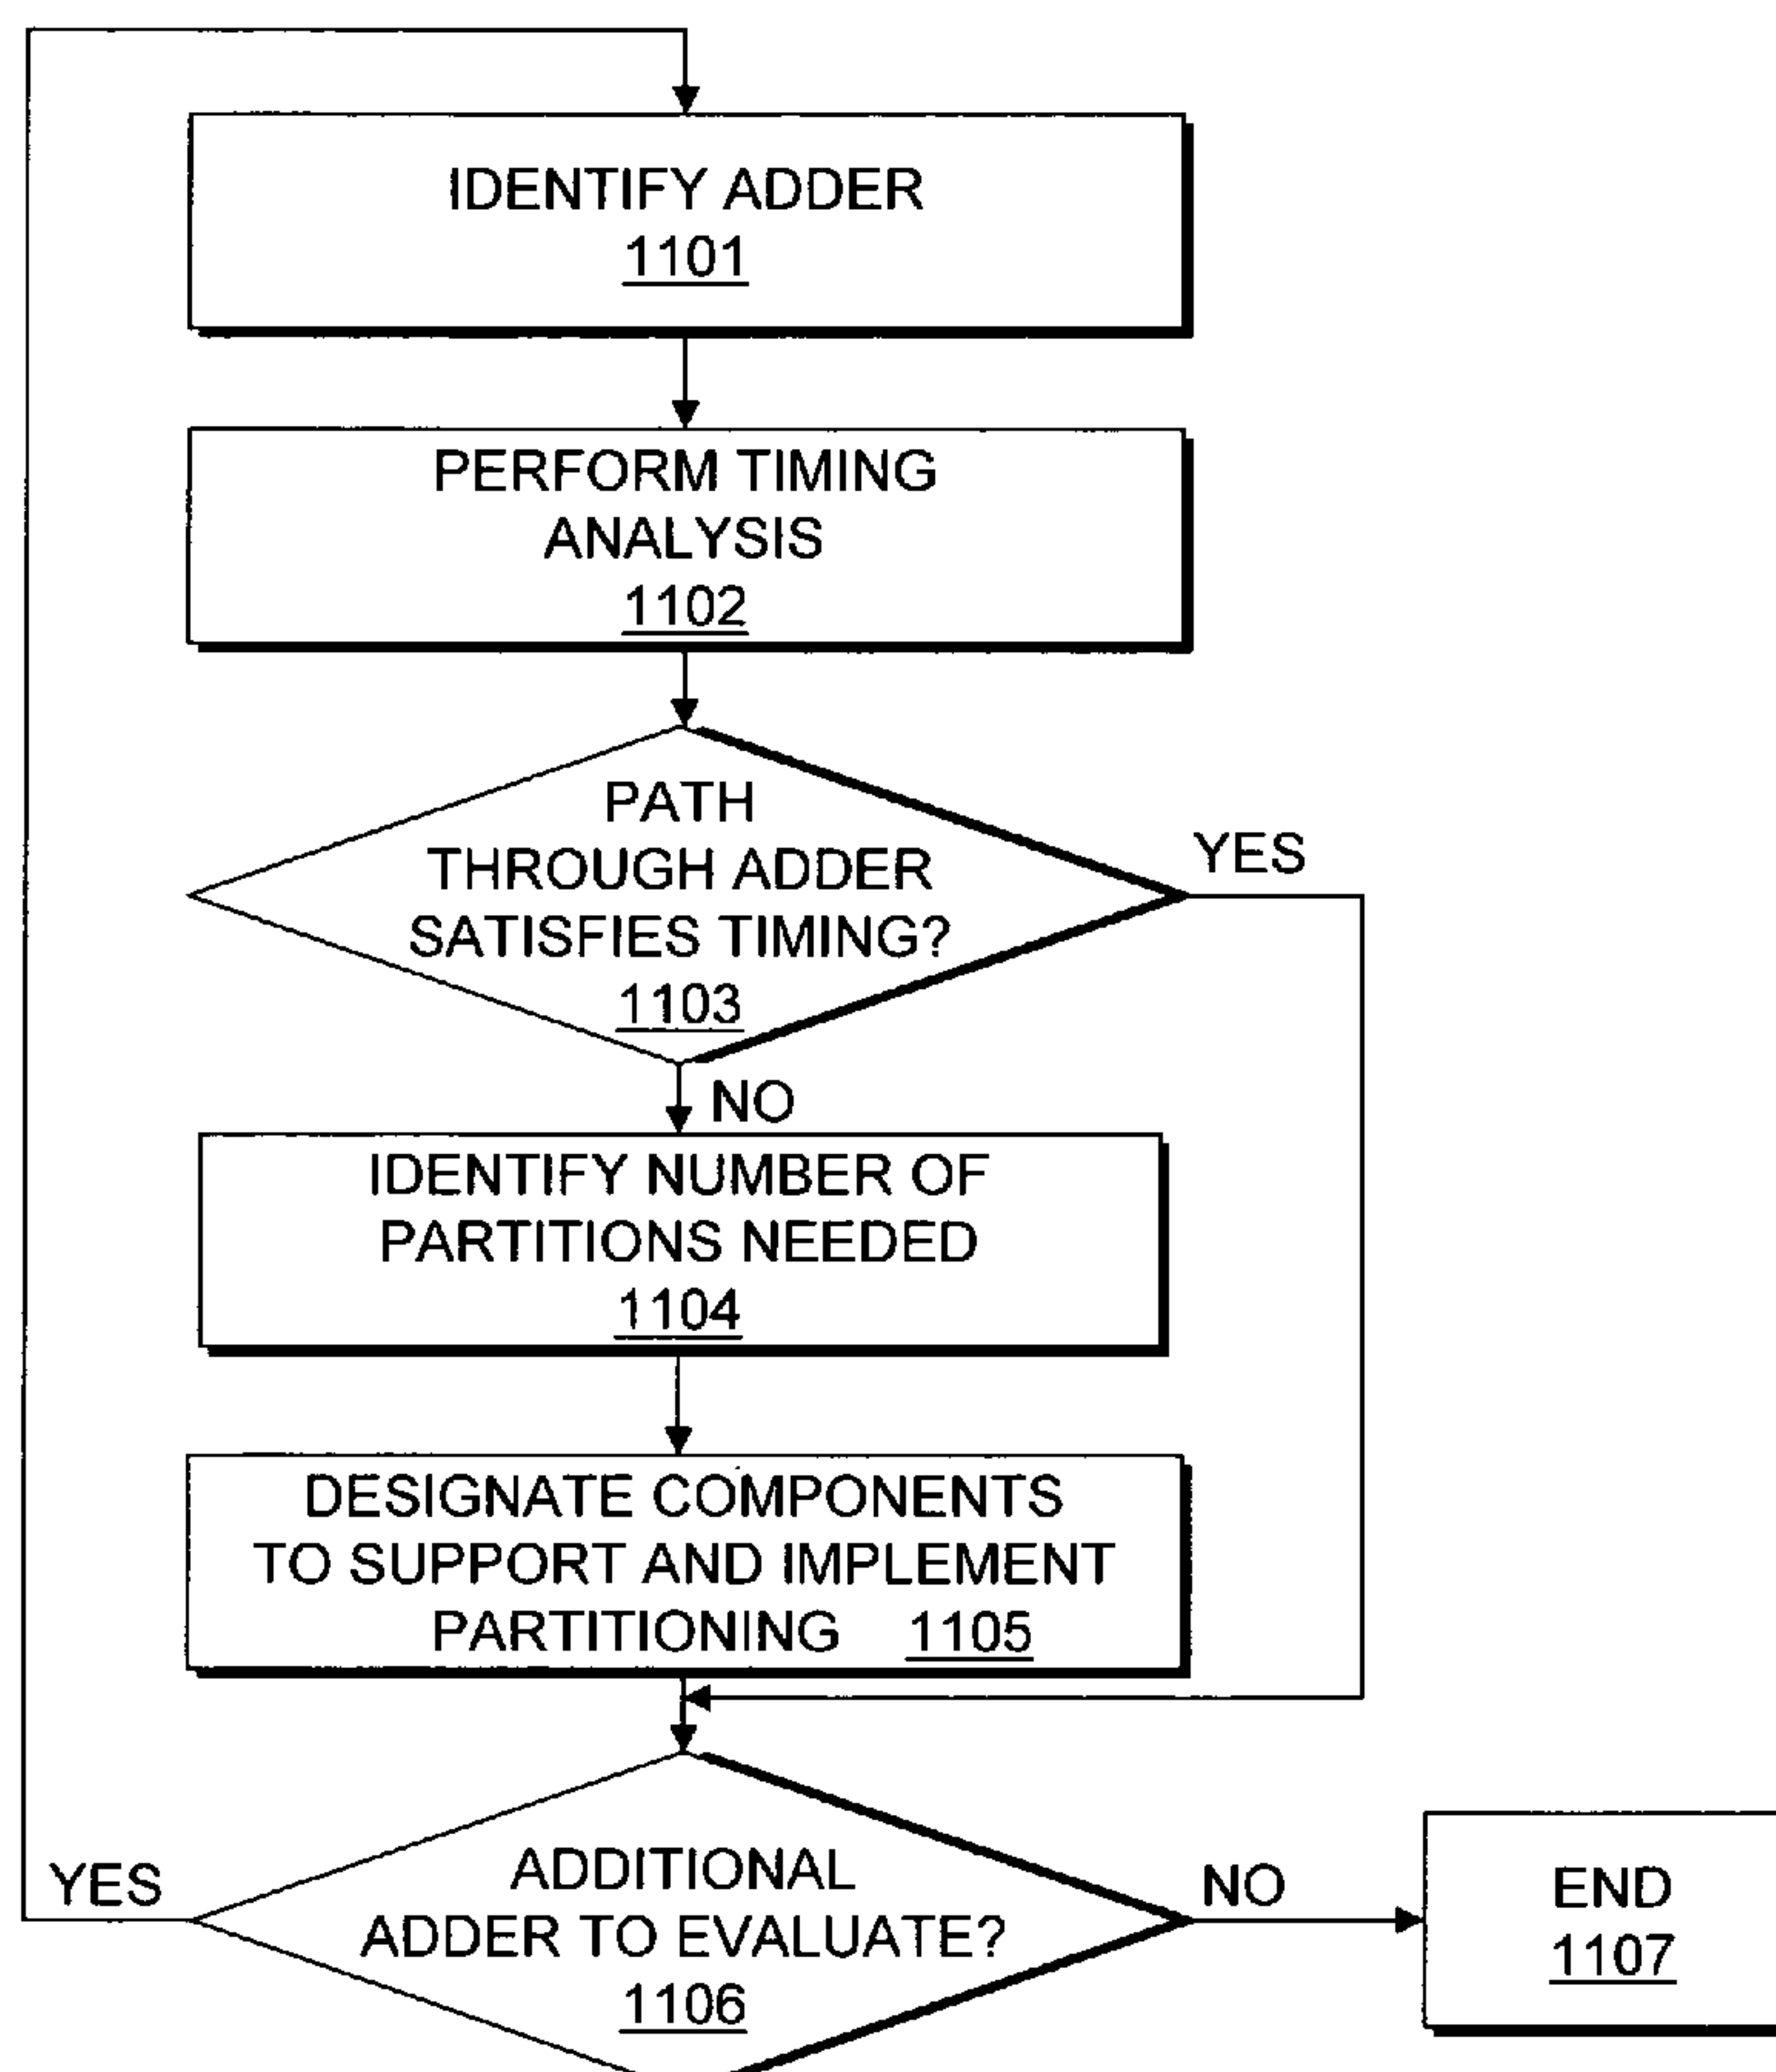 IDENTIFY ADDER
1101
PERFORM TIMING
ANALYSIS
1102
PATH
THROUGH ADDER
SATISFIES TIMING?
1103
YES
NO
IDENTIFY NUMBER OF
PARTITIONS NEEDED
1104
DESIGNATE COMPONENTS
TO SUPPORT AND IMPLEMENT
PARTITIONING 1105
YES
ADDITIONAL
ADDER TO EVALUATE?
1106
NO
END
1107